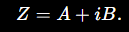 Z = A + iB.